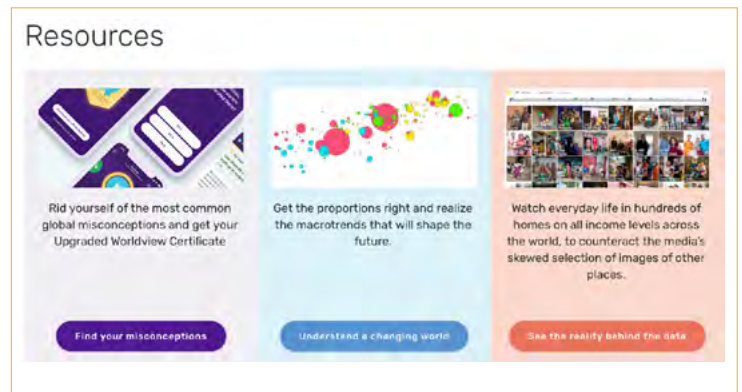 Resources
Rid yourself of the most common
global misconceptions and get your
Upgraded Worldview Certificate
Find your misconceptions
Get the proportions right and realize
the macrotrends that will shape the
future.
Understand a changing world
Watch everyday life in hundreds of
homes on all income levels across
the world, to counteract the media's
skewed selection of images of other
places.
See the reality behind the data